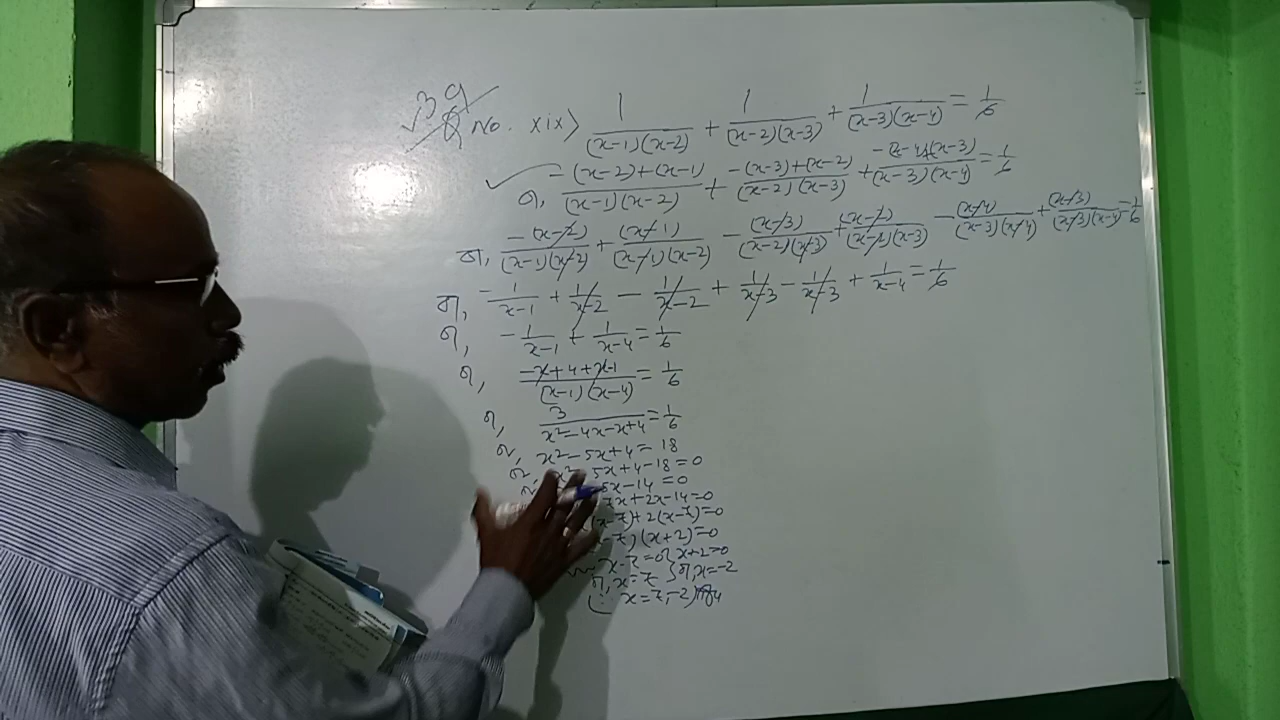 No. xix> 1/(x-1)(x-2) + 1/(x-2)(x-3) + 1/(x-3)(x-4) = 1/6
বা, -(x-2)+(x-1)/(x-1)(x-2) + -(x-3)+(x-2)/(x-2)(x-3) + -(x-4)+(x-3)/(x-3)(x-4) = 1/6
বা, -(x-2)/(x-1)(x-2) + (x-1)/(x-1)(x-2) - (x-3)/(x-2)(x-3) + (x-2)/(x-2)(x-3) - (x-4)/(x-3)(x-4) + (x-3)/(x-3)(x-4) = 1/6
বা, -1/x-1 + 1/x-2 - 1/x-2 + 1/x-3 - 1/x-3 + 1/x-4 = 1/6
বা, -1/x-1 + 1/x-4 = 1/6
বা, -x+4+x-1/(x-1)(x-4) = 1/6
বা, 3/x²-4x-x+4 = 1/6
বা, x²-5x+4 = 18
বা, x²-5x+4-18=0
5x-14=0
7x+2x-14=0
(x-7)+2(x-7)=0
x-7)(x+2)=0
x-7=0 } x+2=0
বা, x=7 } বা, x=-2
∴ x=7,-2)